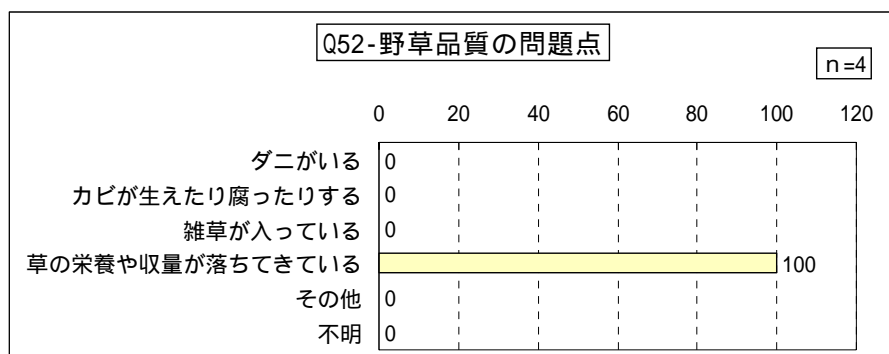 Q52-野草品質の問題点
n=4
0 20 40 60 80 100 120
ダニがいる 0
カビが生えたり腐ったりする 0
雑草が入っている 0
草の栄養や収量が落ちてきている 100
その他 0
不明 0